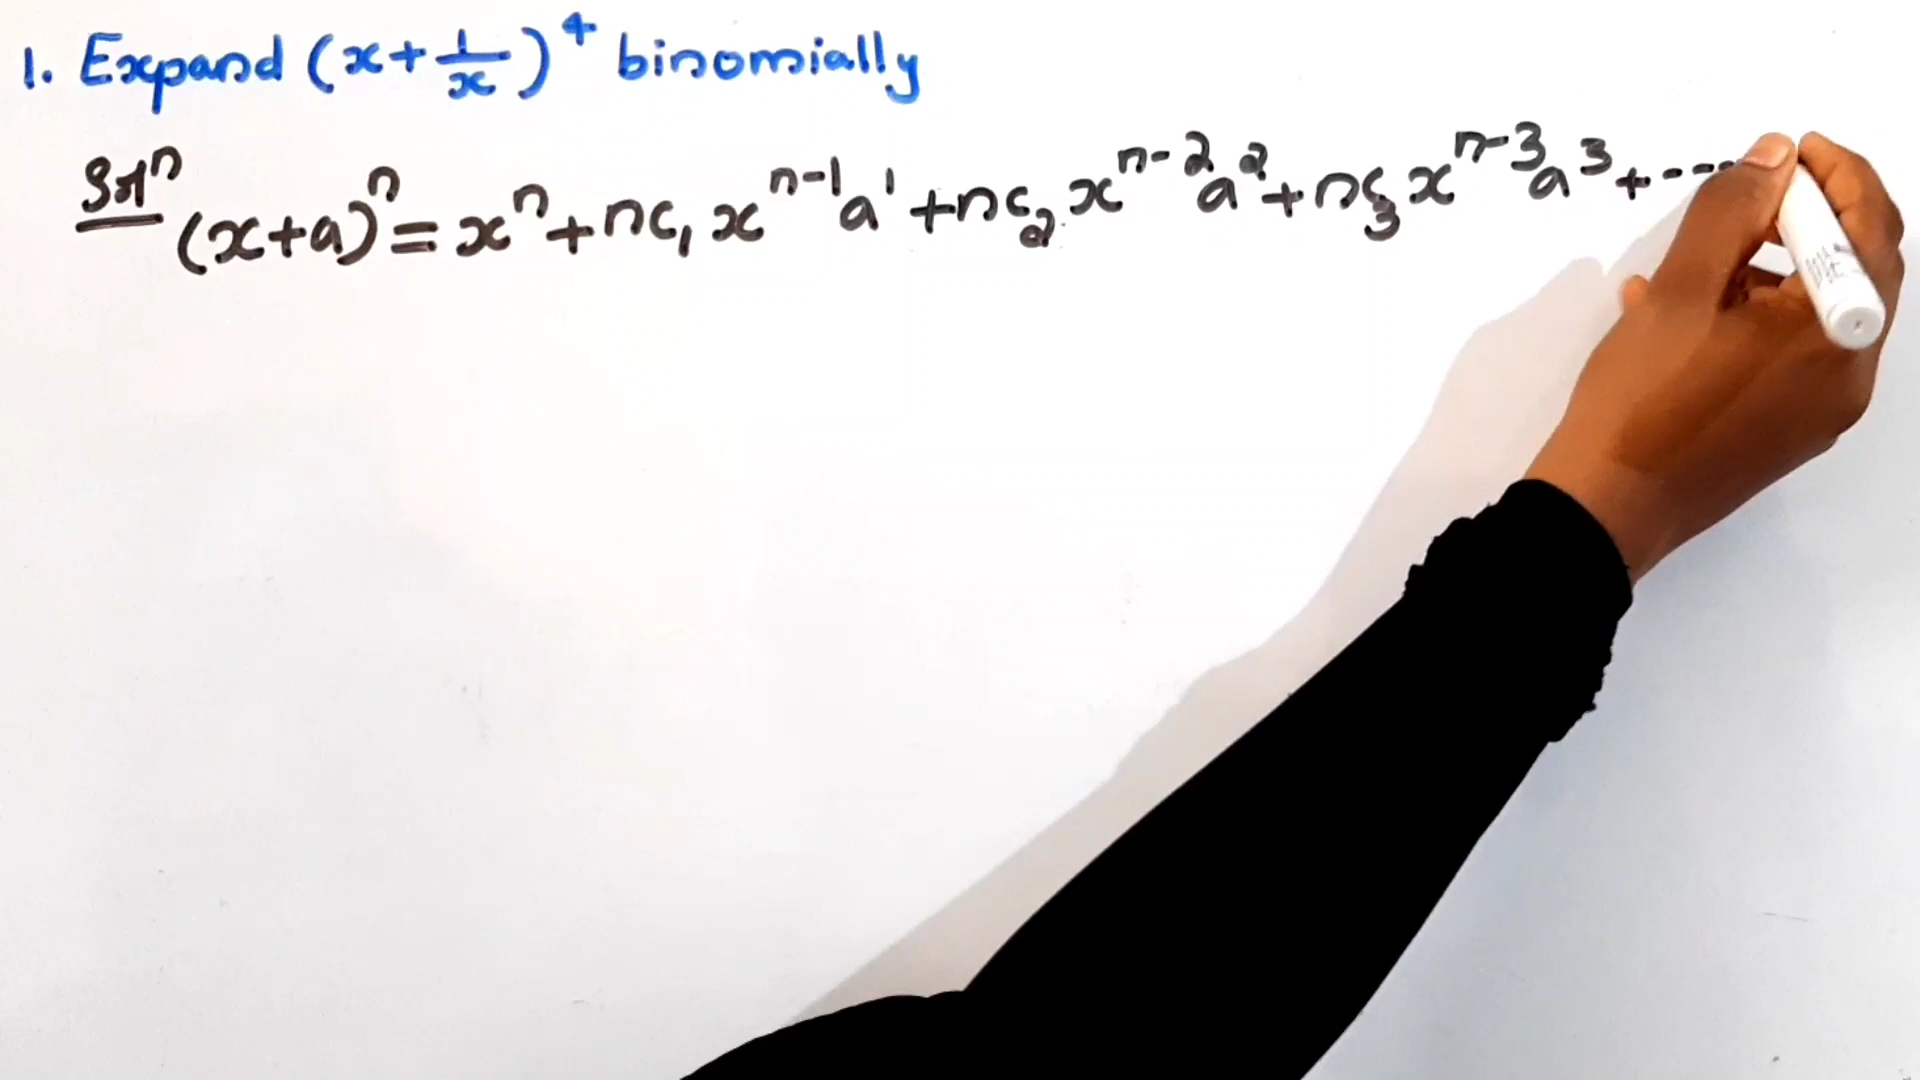 1. Expand (x+1/x)^4 binomially
Solⁿ (x+a)^n = x^n + nc₁ x^(n-1) a^1 + nc₂ x^(n-2) a^2 + nc₃ x^(n-3) a^3 + -----